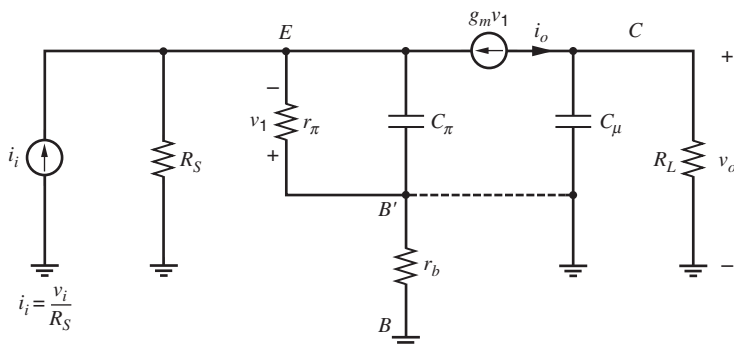 g_m v_1
E
i_o
C
+
−
v_1
r_π
C_π
C_μ
i_i
R_S
+
R_L
v_o
B′
r_b
−
i_i = v_i / R_S
B